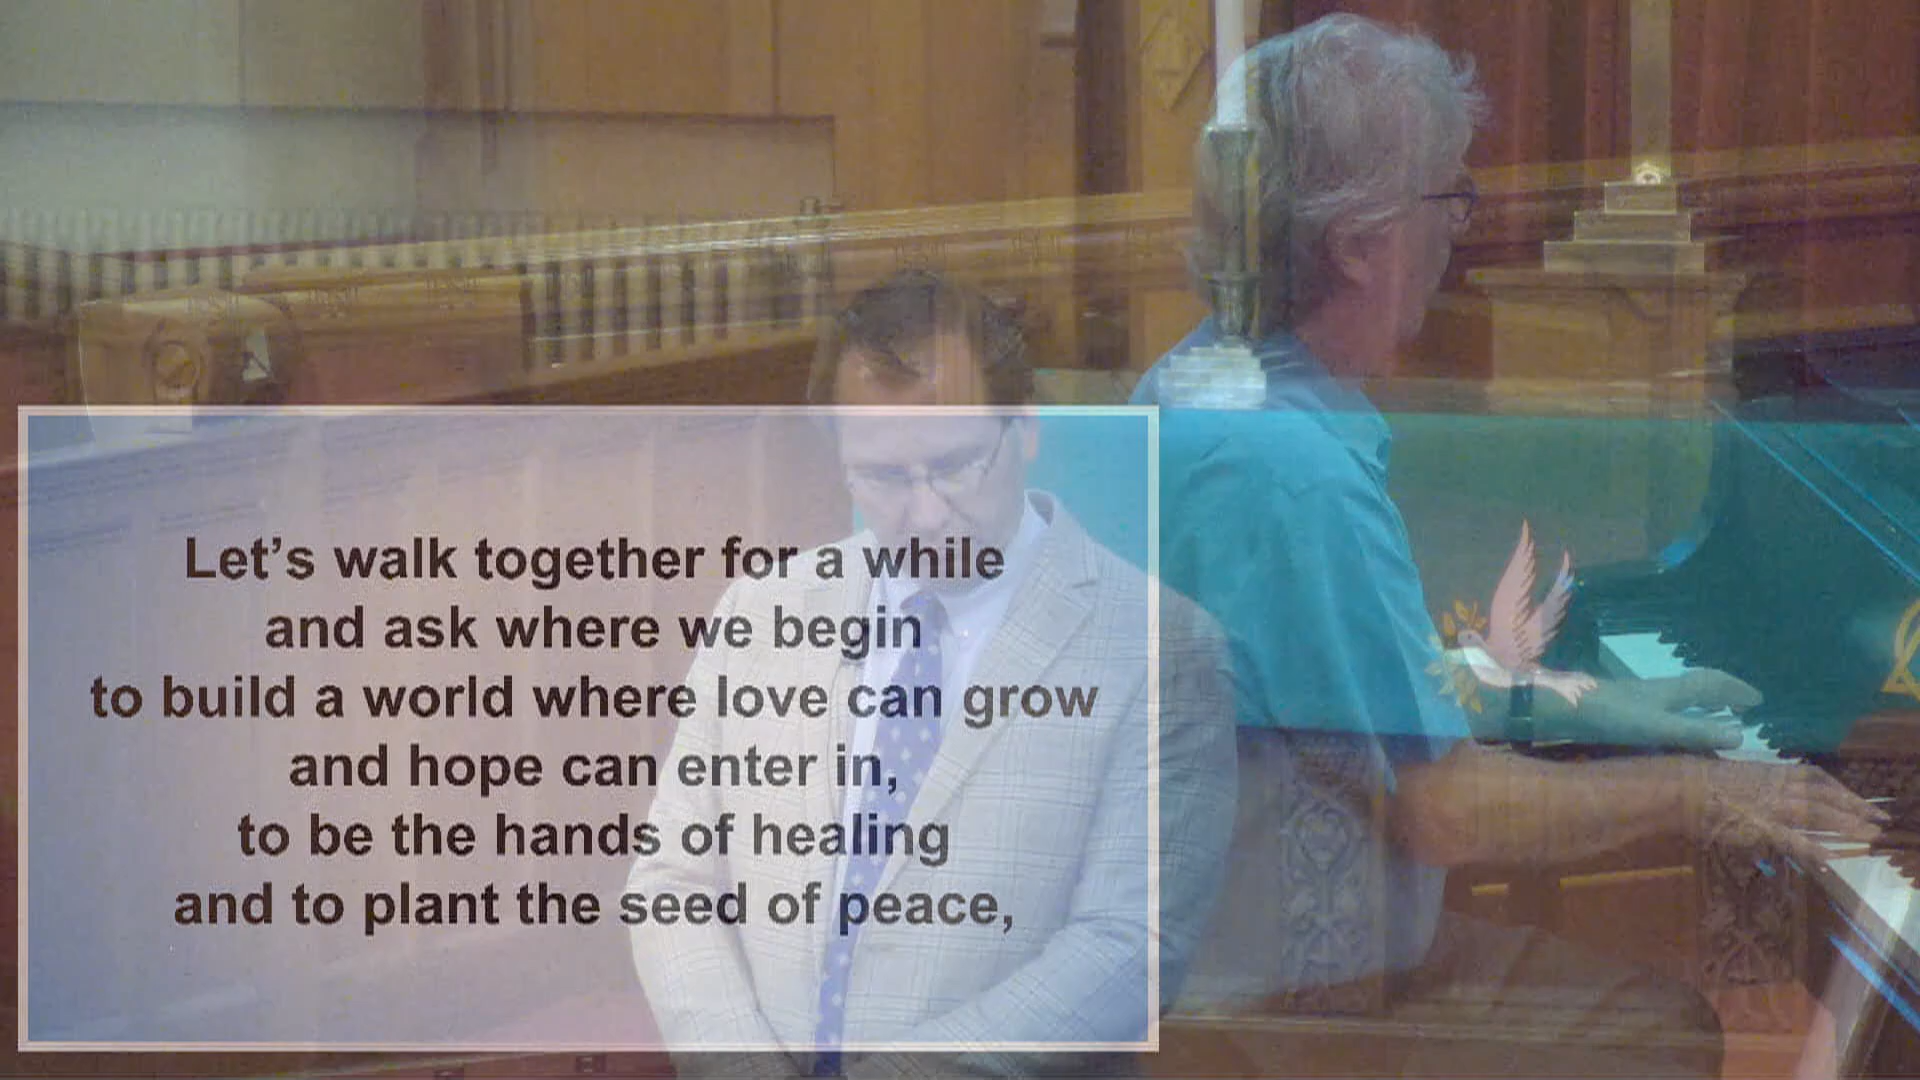 Let’s walk together for a while
and ask where we begin
to build a world where love can grow
and hope can enter in,
to be the hands of healing
and to plant the seed of peace,